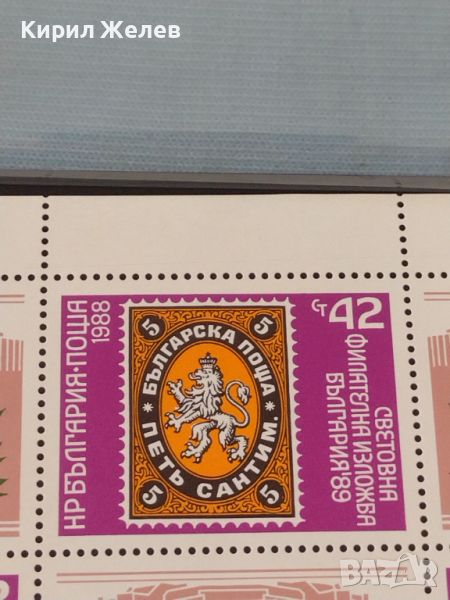 Кирил Желев
НР БЪЛГАРИЯ•ПОЩА
1988
5 5
БЪЛГАРСКА ПОЩА
ПЕТЬ САНТИМ.
5 5
СТ 42
СВЕТОВНА
ФИЛАТЕЛНА ИЗЛОЖБА
БЪЛГАРИЯ'89
BAZAR